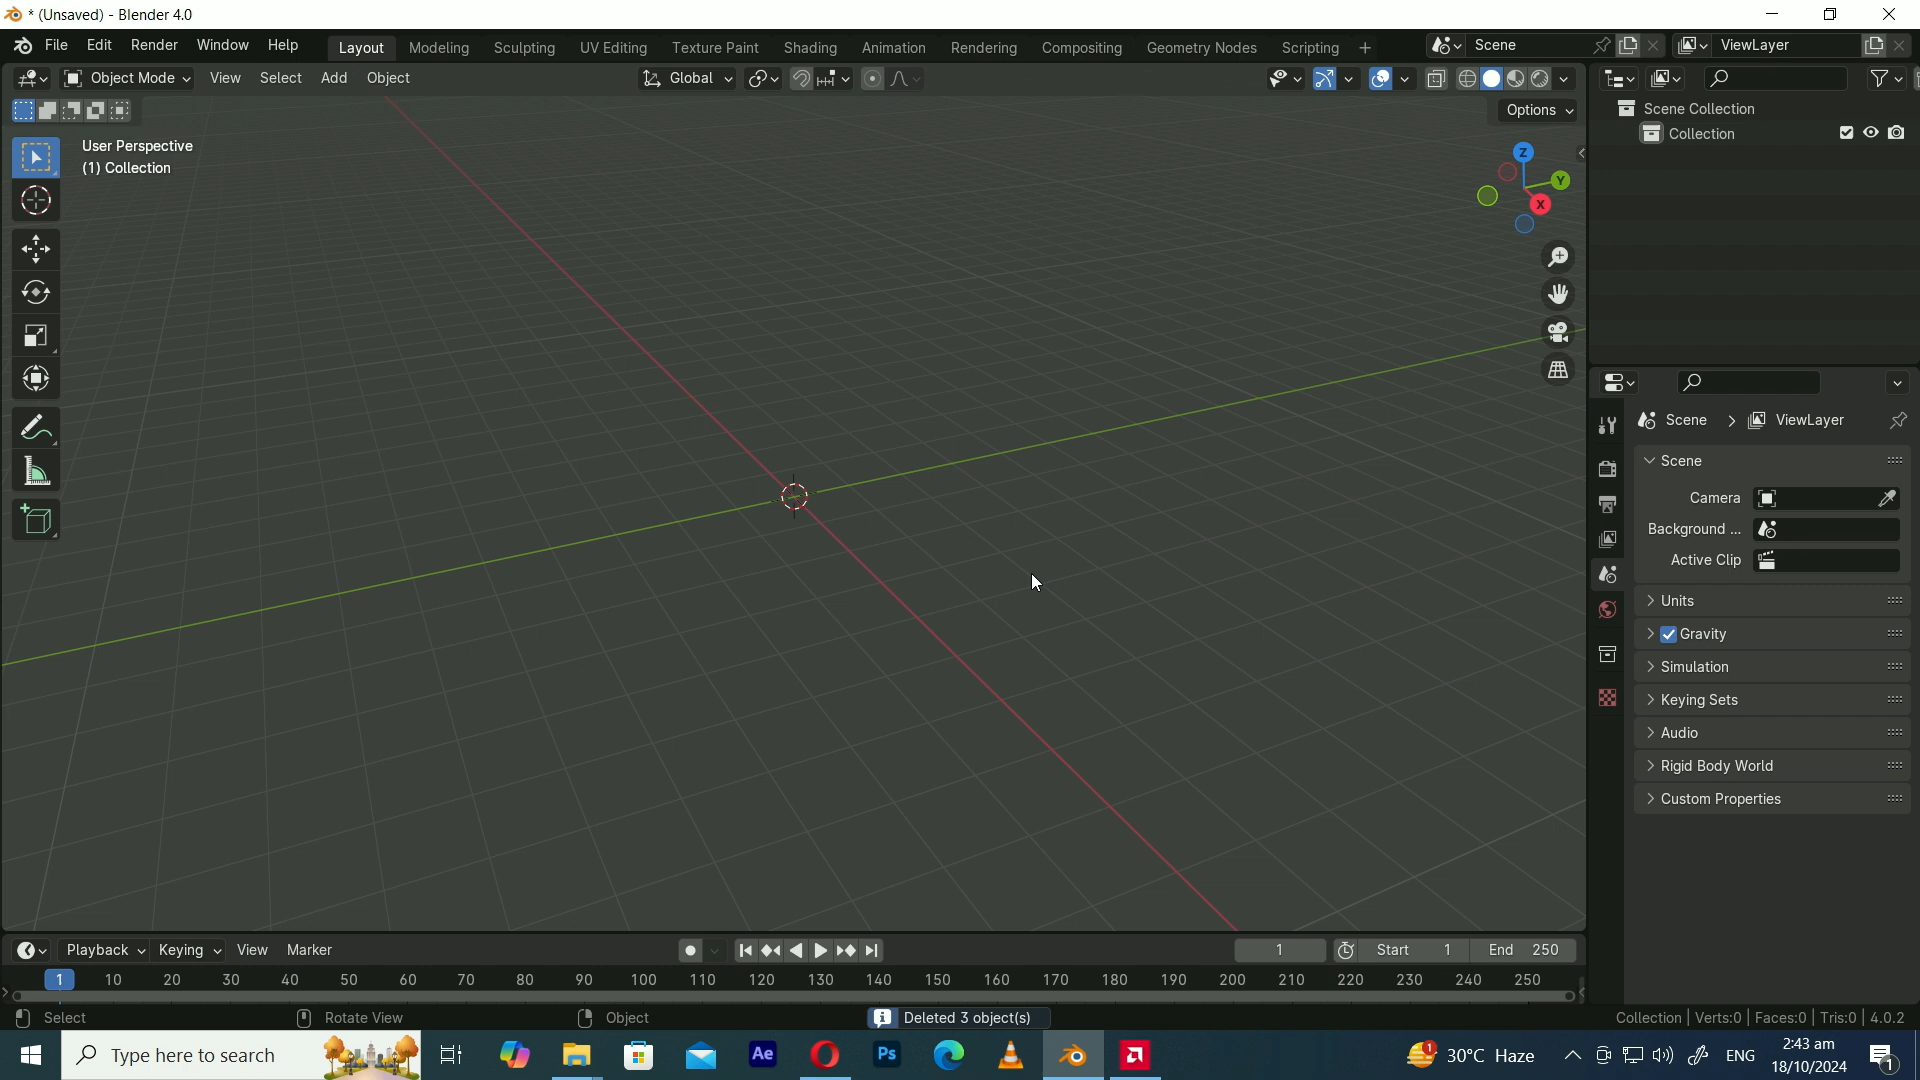 * (Unsaved) - Blender 4.0
File Edit Render Window Help Layout Modeling Sculpting UV Editing Texture Paint Shading Animation Rendering Compositing Geometry Nodes Scripting + Scene ViewLayer
Object Mode View Select Add Object Global
Options
User Perspective
(1) Collection
Z
Y
X
Scene Collection
Collection
Scene > ViewLayer
Scene
Camera
Background ...
Active Clip
Units
Gravity
Simulation
Keying Sets
Audio
Rigid Body World
Custom Properties
Playback Keying View Marker 1 Start 1 End 250
1 10 20 30 40 50 60 70 80 90 100 110 120 130 140 150 160 170 180 190 200 210 220 230 240 250
Select Rotate View Object Deleted 3 object(s) Collection | Verts:0 | Faces:0 | Tris:0 | 4.0.2
Type here to search Ae Ps 30°C Haze 1 ENG 2:43 am
18/10/2024 1